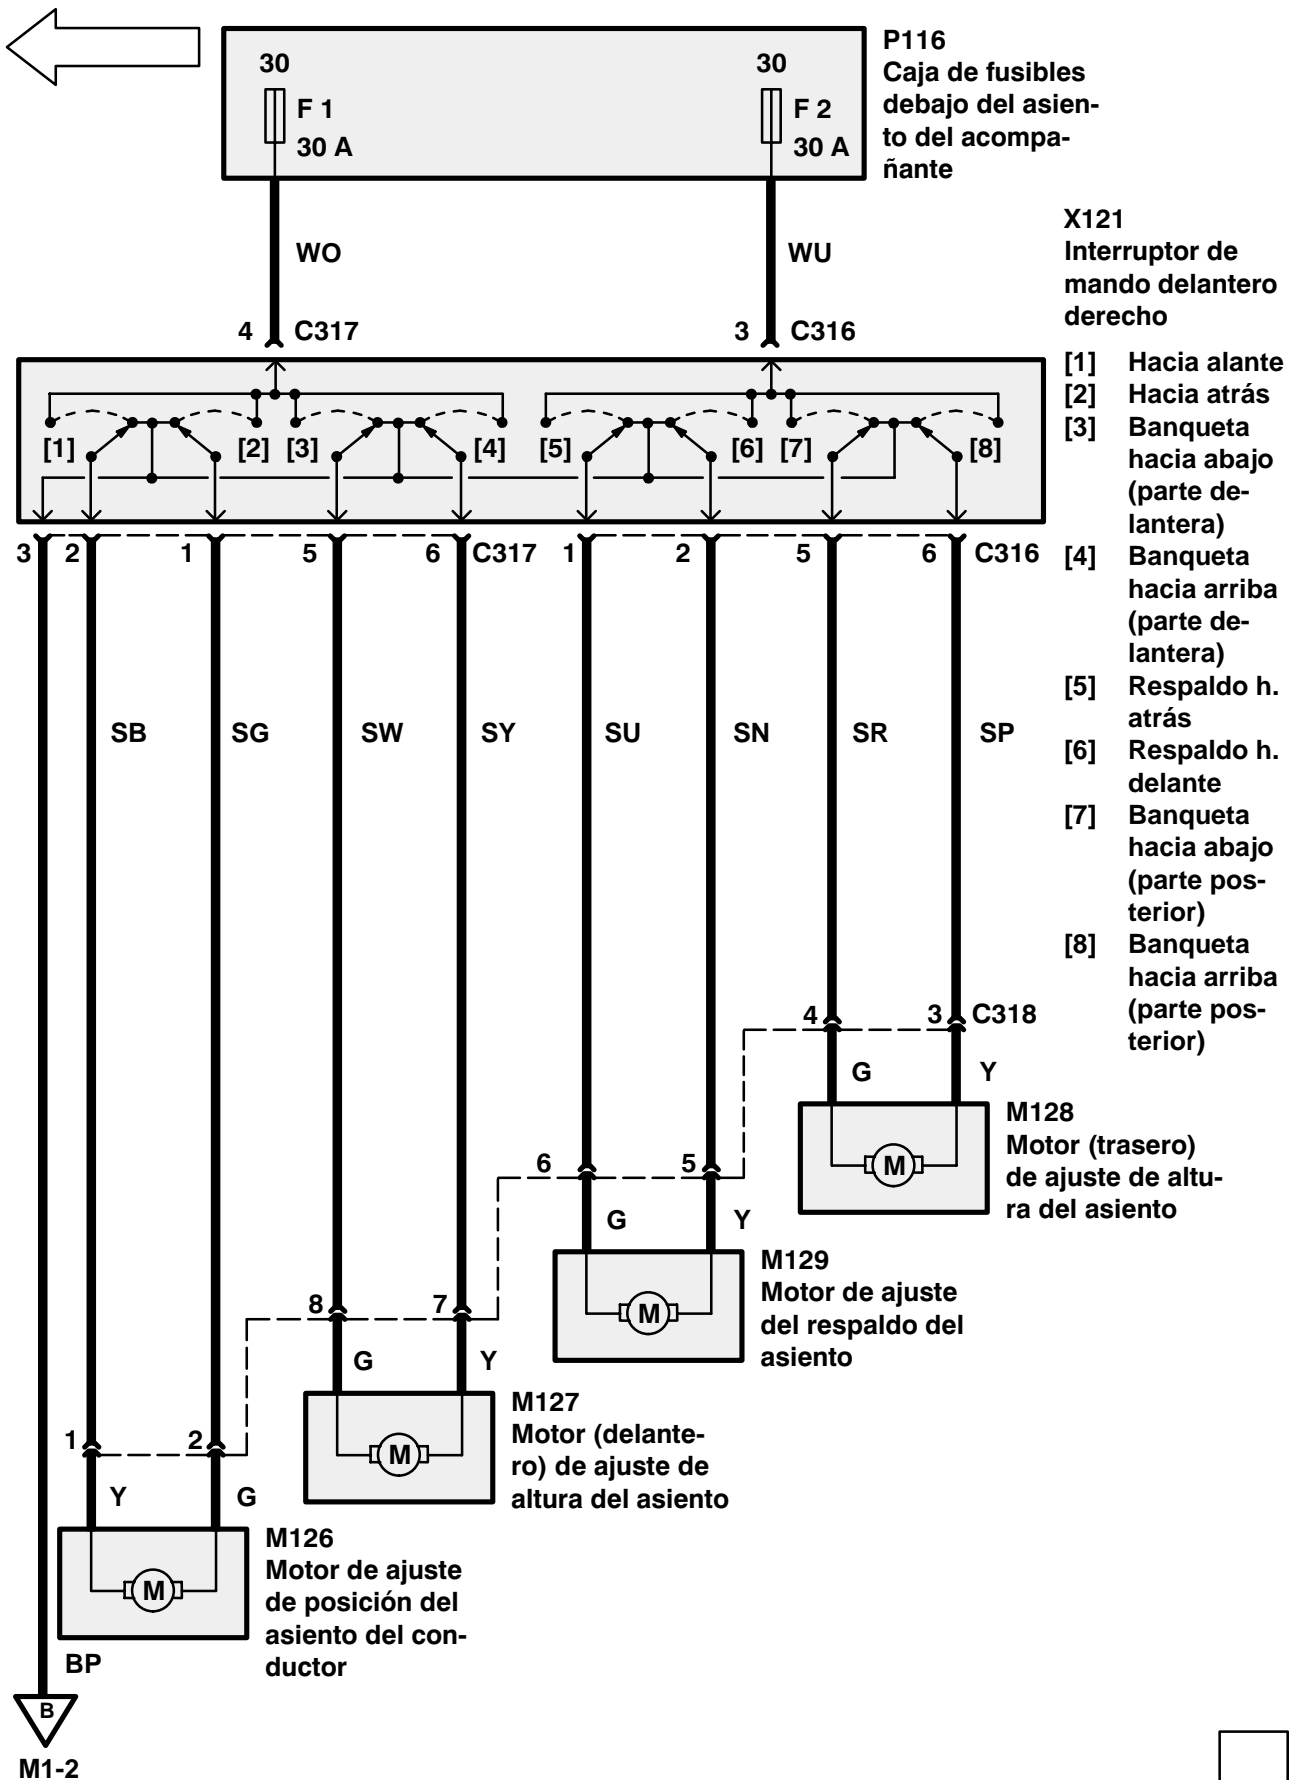 P116
Caja de fusibles
debajo del asien-
to del acompa-
ñante
30
F 1
30 A
30
F 2
30 A
WO
WU
X121
Interruptor de
mando delantero
derecho
[1] Hacia alante
[2] Hacia atrás
[3] Banqueta
hacia abajo
(parte de-
lantera)
[4] Banqueta
hacia arriba
(parte de-
lantera)
[5] Respaldo h.
atrás
[6] Respaldo h.
delante
[7] Banqueta
hacia abajo
(parte pos-
terior)
[8] Banqueta
hacia arriba
(parte pos-
terior)
4 C317
3 C316
[1] [2] [3] [4] [5] [6] [7] [8]
3 2 1 5 6 C317 1 2 5 6 C316
SB SG SW SY SU SN SR SP
4 3 C318
G Y
M
M128
Motor (trasero)
de ajuste de altu-
ra del asiento
6 5
G Y
M
M129
Motor de ajuste
del respaldo del
asiento
8 7
G Y
M
M127
Motor (delante-
ro) de ajuste de
altura del asiento
1 2
Y G
M
M126
Motor de ajuste
de posición del
asiento del con-
ductor
BP
B
M1-2